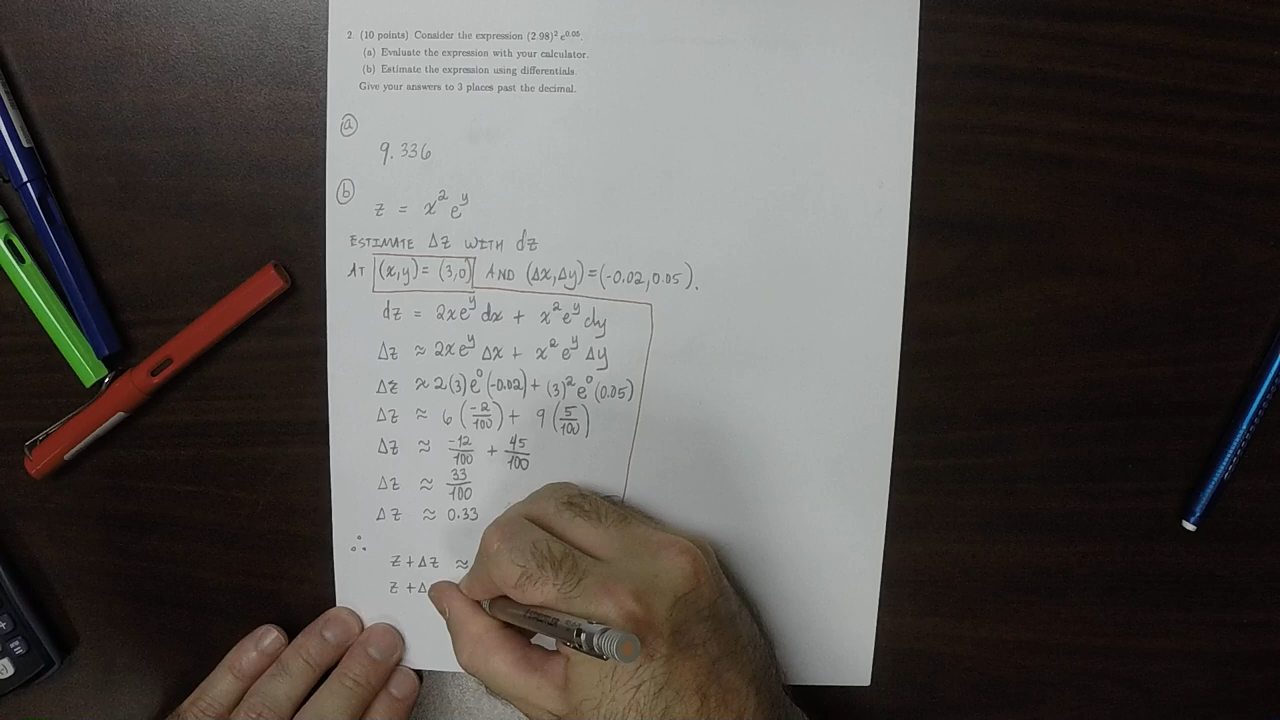 2. (10 points) Consider the expression (2.98)² e^0.05.
(a) Evaluate the expression with your calculator.
(b) Estimate the expression using differentials.
Give your answers to 3 places past the decimal.
(a)
9.336
(b)
z = x² e^y
ESTIMATE Δz WITH dz
AT (x,y) = (3,0) AND (Δx,Δy) = (-0.02,0.05).
dz = 2xe^y dx + x² e^y dy
Δz ≈ 2xe^y Δx + x² e^y Δy
Δz ≈ 2(3)e^0(-0.02) + (3)² e^0 (0.05)
Δz ≈ 6(-2/100) + 9(5/100)
Δz ≈ -12/100 + 45/100
Δz ≈ 33/100
Δz ≈ 0.33
∴
z + Δz ≈
z + Δ